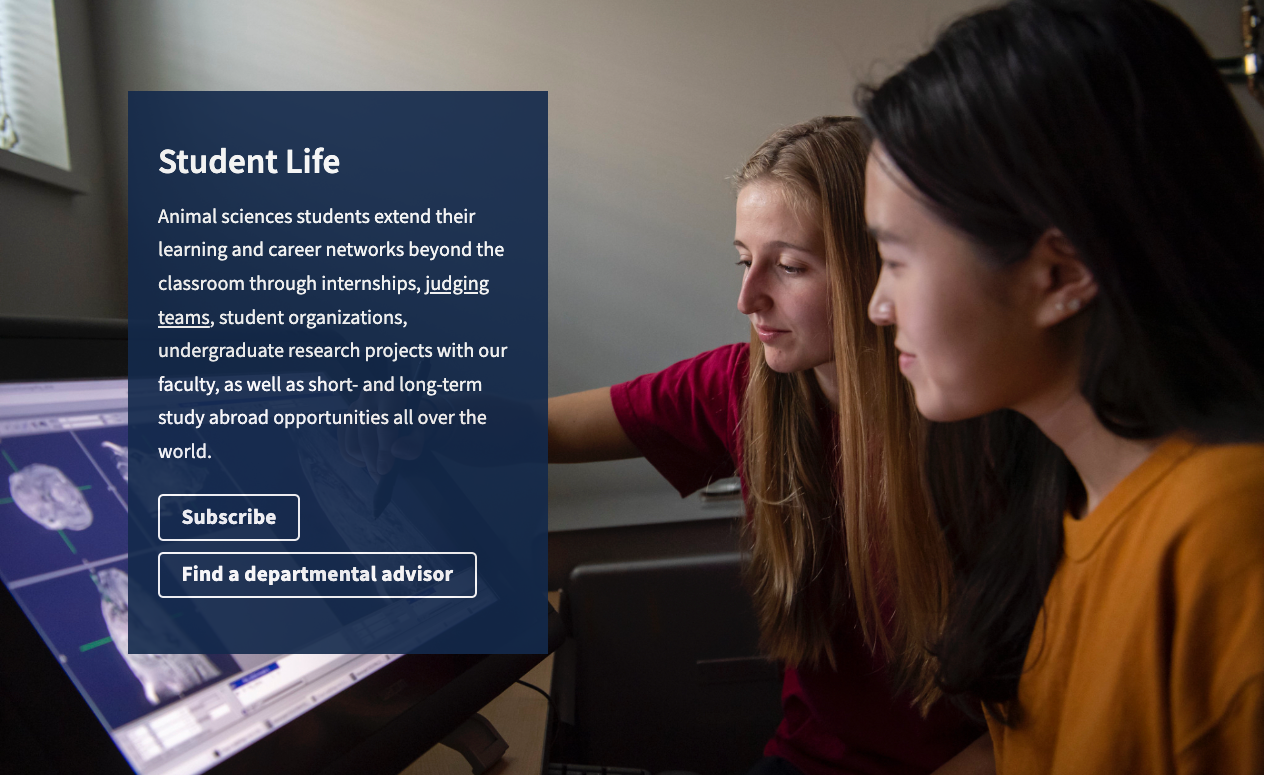 Student Life
Animal sciences students extend their
learning and career networks beyond the
classroom through internships, judging
teams, student organizations,
undergraduate research projects with our
faculty, as well as short- and long-term
study abroad opportunities all over the
world.
Subscribe
Find a departmental advisor